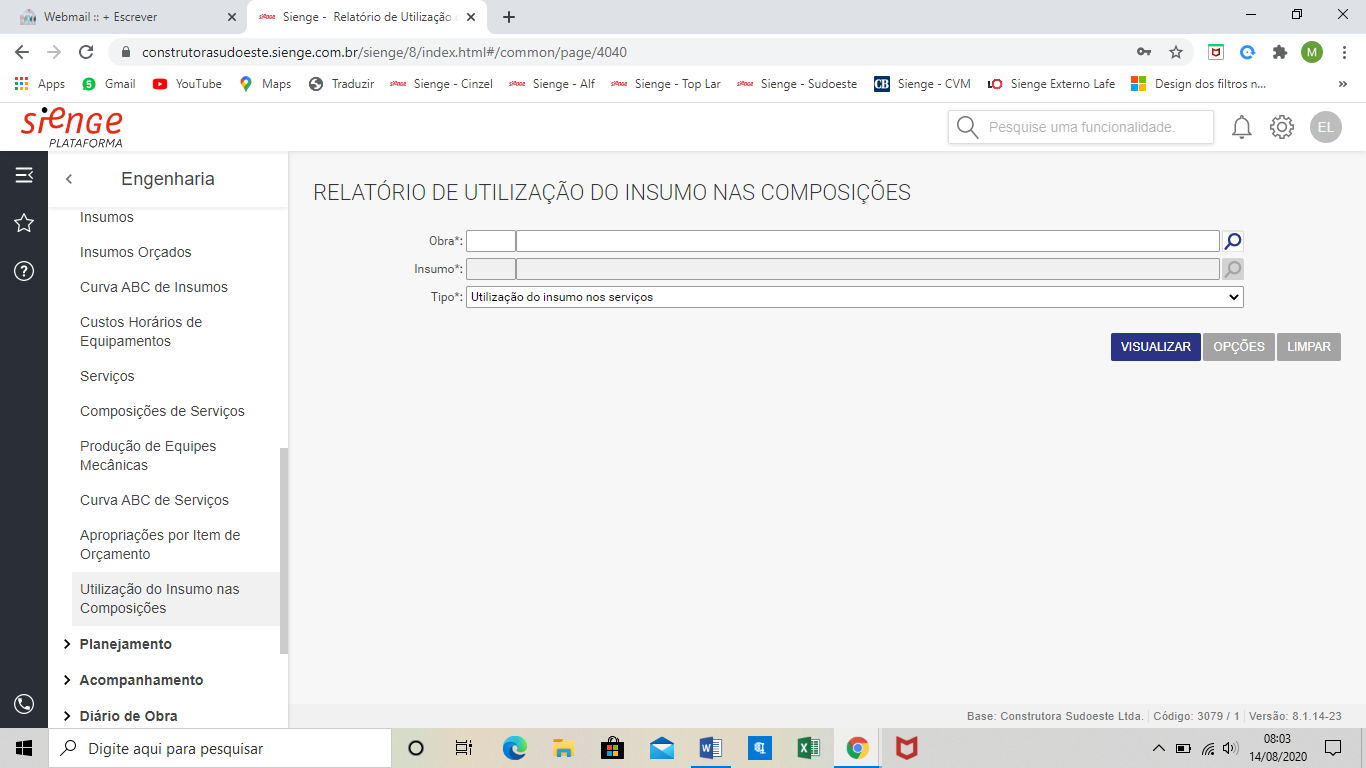 Webmail :: + Escrever
sienge
Sienge - Relatório de Utilização
construtorasudoeste.sienge.com.br/sienge/8/index.html#/common/page/4040
M
Apps
Gmail
YouTube
Maps
Traduzir
Sienge - Cinzel
Sienge - Alf
Sienge - Top Lar
Sienge - Sudoeste
CB
Sienge - CVM
LO
Sienge Externo Lafe
Design dos filtros n...
»
sienge
PLATAFORMA
Pesquise uma funcionalidade.
EL
Engenharia
Insumos
Insumos Orçados
Curva ABC de Insumos
Custos Horários de
Equipamentos
Serviços
Composições de Serviços
Produção de Equipes
Mecânicas
Curva ABC de Serviços
Apropriações por Item de
Orçamento
Utilização do Insumo nas
Composições
Planejamento
Acompanhamento
Diário de Obra
RELATÓRIO DE UTILIZAÇÃO DO INSUMO NAS COMPOSIÇÕES
Obra*:
Insumo*:
Tipo*: Utilização do insumo nos serviços
VISUALIZAR
OPÇÕES
LIMPAR
Base: Construtora Sudoeste Ltda. | Código: 3079 / 1 | Versão: 8.1.14-23
Digite aqui para pesquisar
08:03
14/08/2020